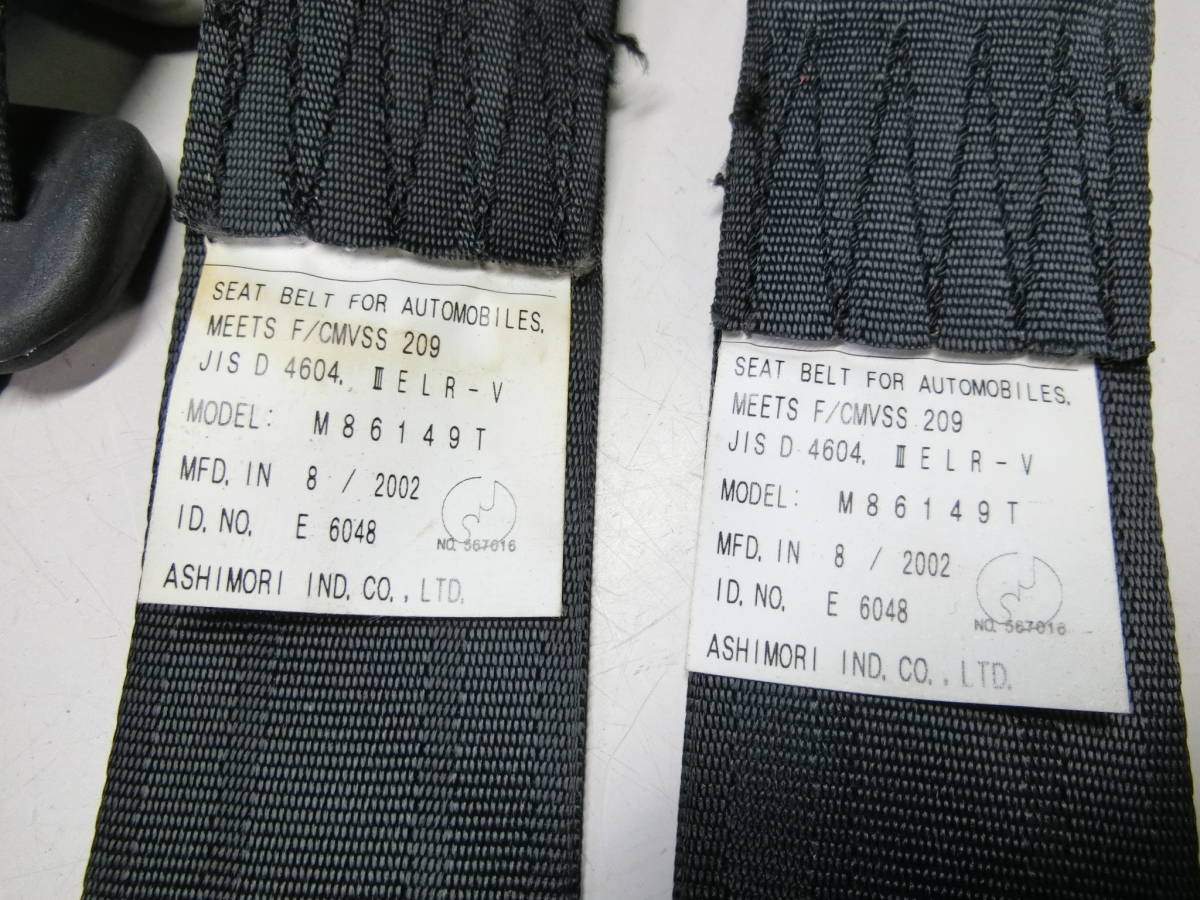 SEAT BELT FOR AUTOMOBILES.
MEETS F/CMVSS 209
JIS D 4604. Ⅲ E L R - V
MODEL: M 8 6 1 4 9 T
MFD. IN 8 / 2002
I D. NO. E 6048
NO. 567016
ASHIMORI IND. CO., LTD.
SEAT BELT FOR AUTOMOBILES.
MEETS F/CMVSS 209
JIS D 4604. Ⅲ E L R - V
MODEL: M 8 6 1 4 9 T
MFD. IN 8 / 2002
I D. NO. E 6048
NO. 567016
ASHIMORI IND. CO., LTD.